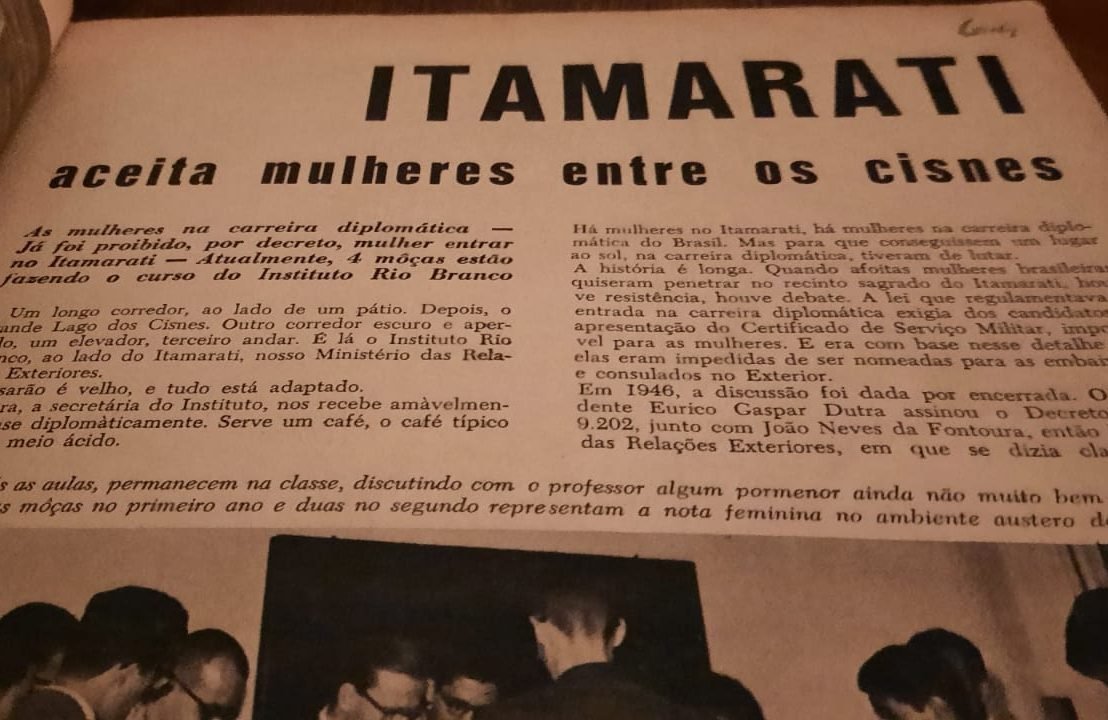 ITAMARATI
aceita mulheres entre os cisnes
As mulheres na carreira diplomática —
Já foi proibido, por decreto, mulher entrar
no Itamarati — Atualmente, 4 môças estão
fazendo o curso do Instituto Rio Branco
Um longo corredor, ao lado de um pátio. Depois, o
ande Lago dos Cisnes. Outro corredor escuro e aper-
do, um elevador, terceiro andar. É lá o Instituto Rio
nco, ao lado do Itamarati, nosso Ministério das Rela-
Exteriores.
sarão é velho, e tudo está adaptado.
ra, a secretária do Instituto, nos recebe amàvelmen-
se diplomàticamente. Serve um café, o café típico
meio ácido.
Há mulheres no Itamarati, há mulheres na carreira diplo-
mática do Brasil. Mas para que conseguissem um lugar
ao sol, na carreira diplomática, tiveram de lutar.
A história é longa. Quando afoitas mulheres brasileiras
quiseram penetrar no recinto sagrado do Itamarati, hou
ve resistência, houve debate. A lei que regulamentava
entrada na carreira diplomática exigia dos candidatos
apresentação do Certificado de Serviço Militar, impo
vel para as mulheres. E era com base nesse detalhe
elas eram impedidas de ser nomeadas para as embai
e consulados no Exterior.
Em 1946, a discussão foi dada por encerrada. O
dente Eurico Gaspar Dutra assinou o Decreto
9.202, junto com João Neves da Fontoura, então
das Relações Exteriores, em que se dizia cla
s as aulas, permanecem na classe, discutindo com o professor algum pormenor ainda não muito bem
s môças no primeiro ano e duas no segundo representam a nota feminina no ambiente austero d